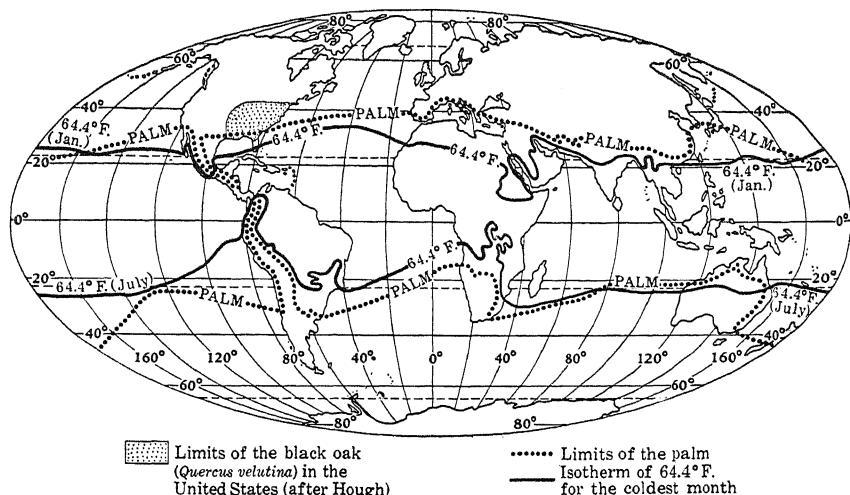 80°
60°
60°
40°
40°
64.4°F.
(Jan.)
PALM
PALM
64.4°F.
PALM
PALM
20°
64.4°F.
64.4°F.
(Jan.)
20°
0°
0°
64.4°F.
20°
64.4°F.(July)
PALM
PALM
PALM
20°
64.4°F.
(July)
40°
40°
160°
120°
80°
40°
0°
40°
80°
120°
160°
60°
60°
80°
80°
Limits of the black oak
(Quercus velutina) in the
United States (after Hough)
Limits of the palm
Isotherm of 64.4°F.
for the coldest month